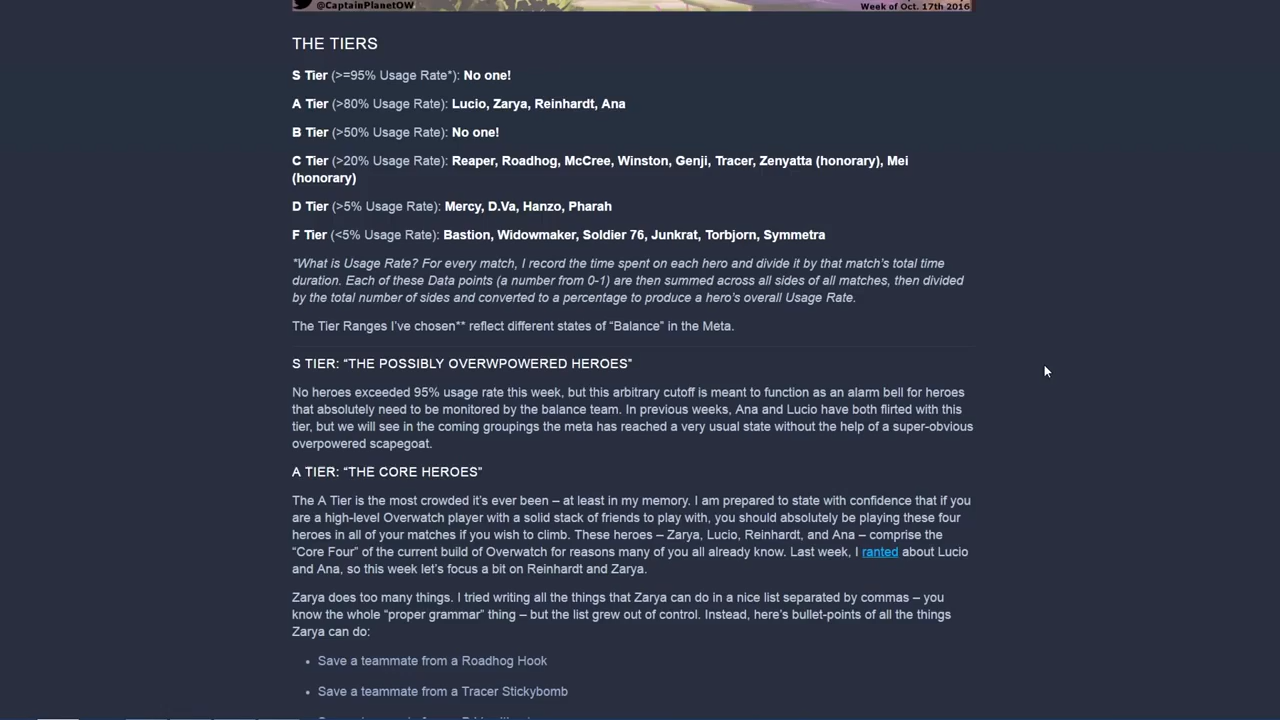 @CaptainPlanetOW
Week of Oct. 17th 2016
THE TIERS
S Tier (>=95% Usage Rate*): No one!
A Tier (>80% Usage Rate): Lucio, Zarya, Reinhardt, Ana
B Tier (>50% Usage Rate): No one!
C Tier (>20% Usage Rate): Reaper, Roadhog, McCree, Winston, Genji, Tracer, Zenyatta (honorary), Mei
(honorary)
D Tier (>5% Usage Rate): Mercy, D.Va, Hanzo, Pharah
F Tier (<5% Usage Rate): Bastion, Widowmaker, Soldier 76, Junkrat, Torbjorn, Symmetra
*What is Usage Rate? For every match, I record the time spent on each hero and divide it by that match's total time
duration. Each of these Data points (a number from 0-1) are then summed across all sides of all matches, then divided
by the total number of sides and converted to a percentage to produce a hero's overall Usage Rate.
The Tier Ranges I've chosen** reflect different states of “Balance” in the Meta.
S TIER: “THE POSSIBLY OVERWPOWERED HEROES”
No heroes exceeded 95% usage rate this week, but this arbitrary cutoff is meant to function as an alarm bell for heroes
that absolutely need to be monitored by the balance team. In previous weeks, Ana and Lucio have both flirted with this
tier, but we will see in the coming groupings the meta has reached a very usual state without the help of a super-obvious
overpowered scapegoat.
A TIER: “THE CORE HEROES”
The A Tier is the most crowded it's ever been – at least in my memory. I am prepared to state with confidence that if you
are a high-level Overwatch player with a solid stack of friends to play with, you should absolutely be playing these four
heroes in all of your matches if you wish to climb. These heroes – Zarya, Lucio, Reinhardt, and Ana – comprise the
“Core Four” of the current build of Overwatch for reasons many of you all already know. Last week, I ranted about Lucio
and Ana, so this week let's focus a bit on Reinhardt and Zarya.
Zarya does too many things. I tried writing all the things that Zarya can do in a nice list separated by commas – you
know the whole “proper grammar” thing – but the list grew out of control. Instead, here's bullet-points of all the things
Zarya can do:
• Save a teammate from a Roadhog Hook
• Save a teammate from a Tracer Stickybomb